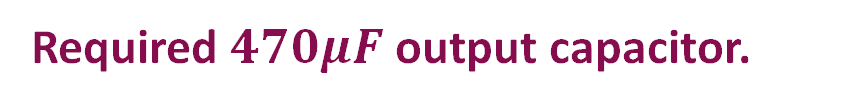 Required 470μF output capacitor.